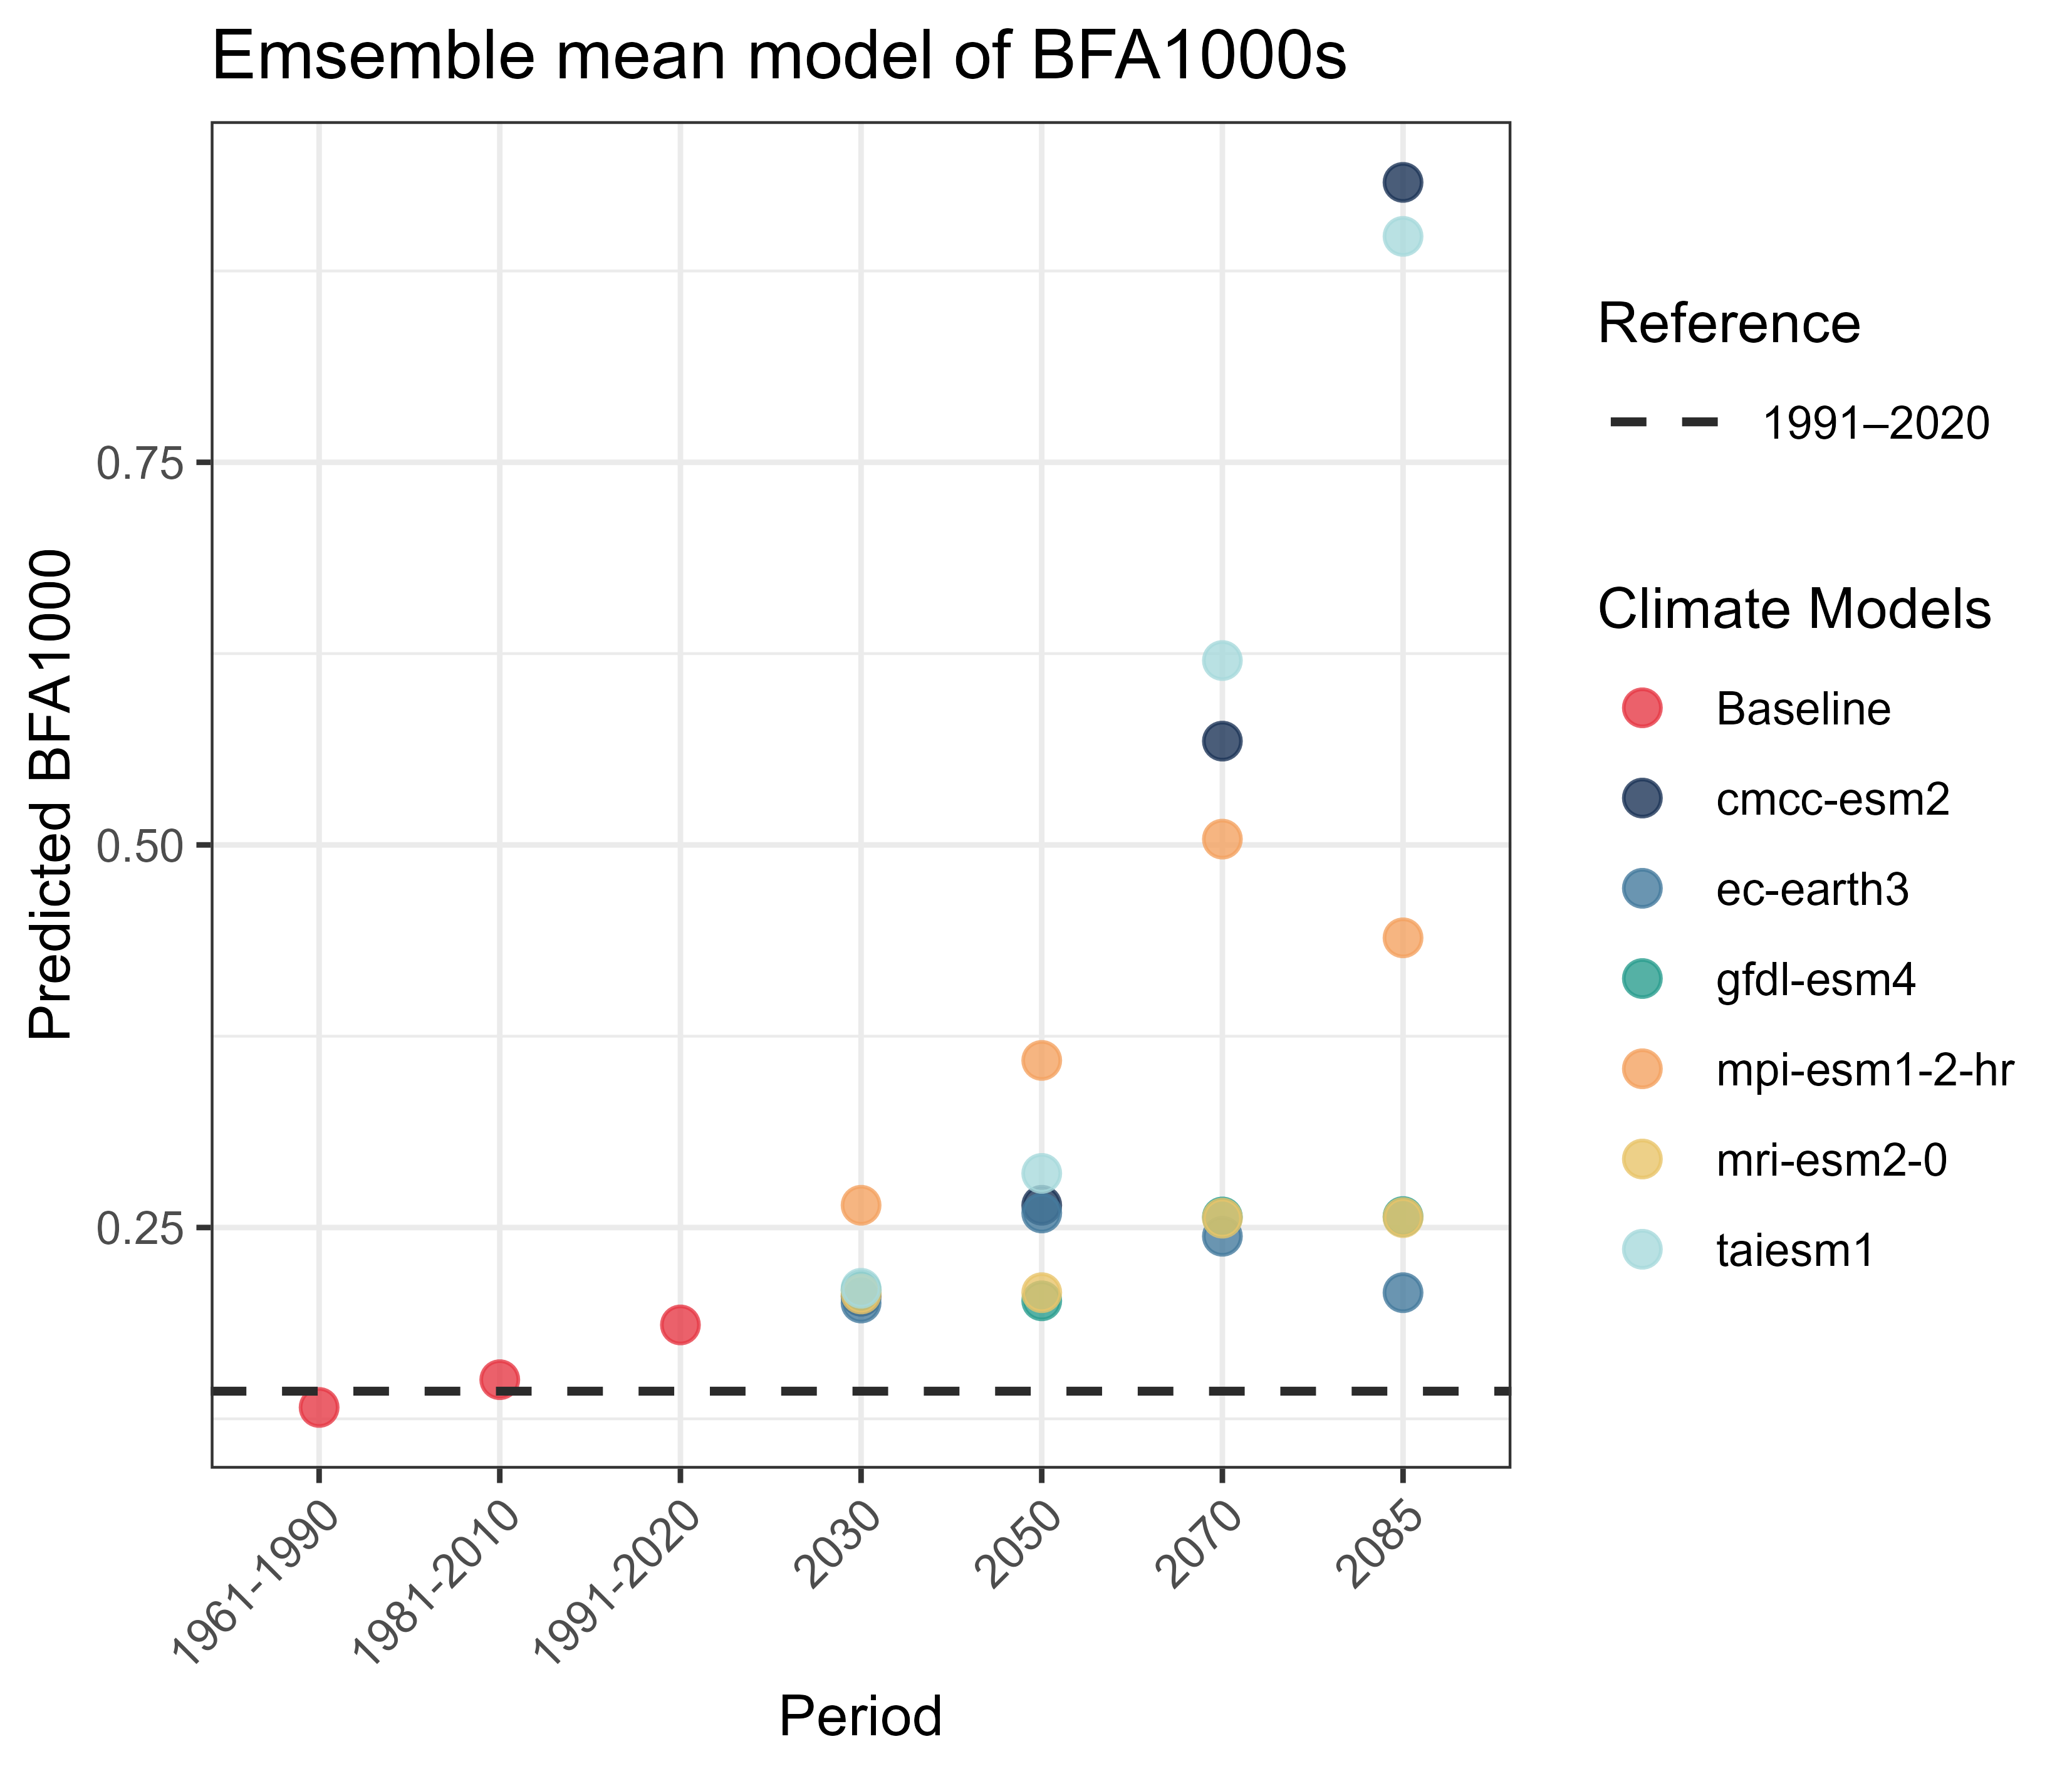 Emsemble mean model of BFA1000s
Predicted BFA1000
0.75
0.50
0.25
1961-1990
1981-2010
1991-2020
2030
2050
2070
2085
Period
Reference
1991–2020
Climate Models
Baseline
cmcc-esm2
ec-earth3
gfdl-esm4
mpi-esm1-2-hr
mri-esm2-0
taiesm1